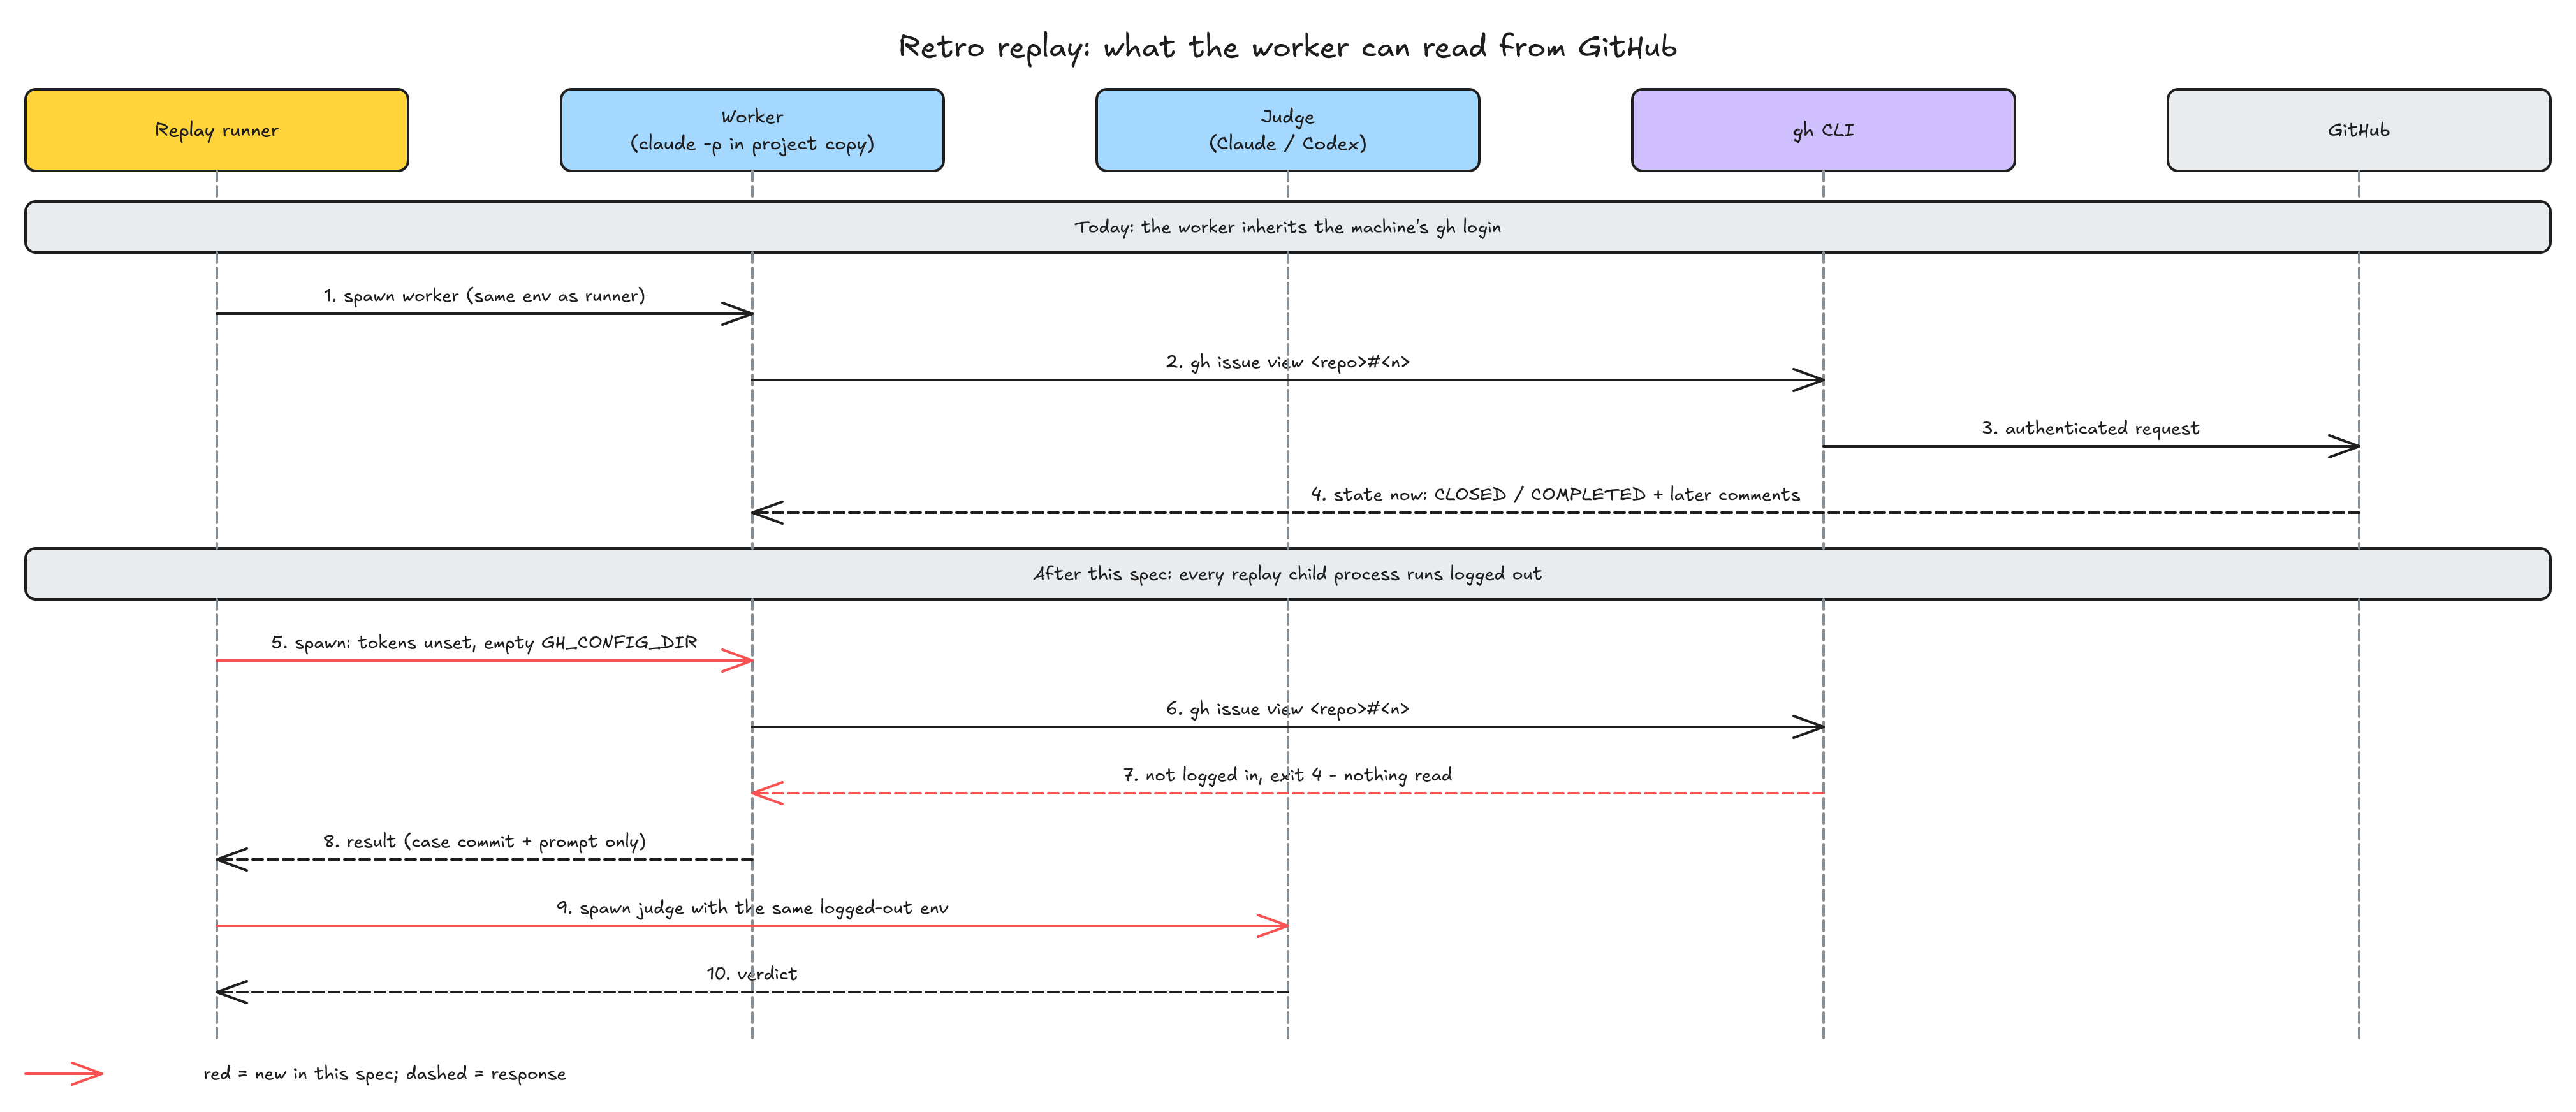 Retro replay: what the worker can read from GitHub
Replay runner
Worker
(claude -p in project copy)
Judge
(Claude / Codex)
gh CLI
GitHub
Today: the worker inherits the machine's gh login
1. spawn worker (same env as runner)
2. gh issue view <repo>#<n>
3. authenticated request
4. state now: CLOSED / COMPLETED + later comments
After this spec: every replay child process runs logged out
5. spawn: tokens unset, empty GH_CONFIG_DIR
6. gh issue view <repo>#<n>
7. not logged in, exit 4 - nothing read
8. result (case commit + prompt only)
9. spawn judge with the same logged-out env
10. verdict
red = new in this spec; dashed = response